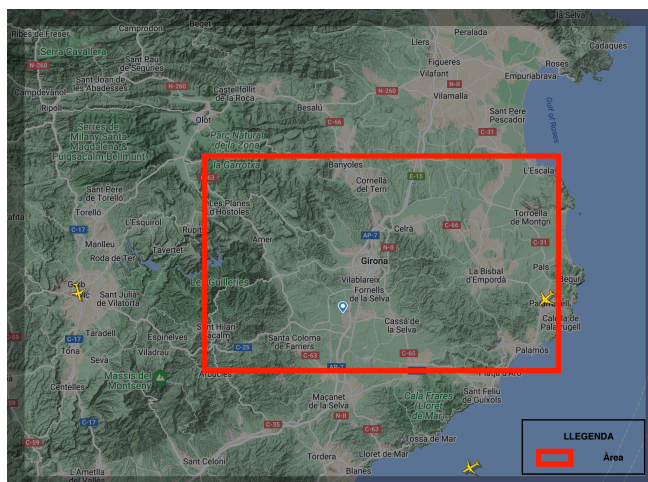 la Selva
Camprodon
Beget
Ribes de Freser
Peralada
Llers
Cadaqués
Serra Cavallera
Sant Pau
de Segúries
Figueres
Roses
N-260
Vilafant
N-II
Empuriabrava
Sant Joan de
les Abadesses
N-260
Castellfollit
de la Roca
N-260
Vilamalla
Campdevànol
Ripoll
Besalú
Gulf of Roses
Olot
C-66
Sant Pere
Pescador
Serres de
Milany-Santa
Magdalena &
Puigsacalm-Bellmunt
Parc Natural
de la Zona
la Garrotxa
C-31
Banyoles
L'Escala
C-63
Cornellà
del Terri
E-15
Sant Pere
de Torelló
Les Planes
d'Hostoles
Torelló
L'Esquirol
Torroella
de Montgrí
C-17
Rupit
Celrà
C-66
AP-7
Manlleu
Amer
N-II
C-31
Tavertet
Roda de Ter
Girona
Pals
Les Guilleries
Vilablareix
La Bisbal
d'Empordà
Begur
Fornells
de la Selva
Sant Julià
de Vilatorta
Calella de
Palafrugell
Cassà de
la Selva
Taradell
Espinelves
Sant Hilari
Sacalm
Santa Coloma
de Farners
C-59
Tona
Viladrau
C-25
C-63
C-65
Palamós
Seva
AP-7
Massís del
Montseny
Arbúcies
Platja d'Aro
Centelles
Maçanet
de la Selva
Cala Frares
(Lloret
de Mar)
Sant Feliu
de Guíxols
N-II
C-17
C-35
Tossa de Mar
LLEGENDA
C-59
Tordera
Lloret de Mar
Àrea
Sant Celoni
L'Ametlla
del Vallès
Blanes